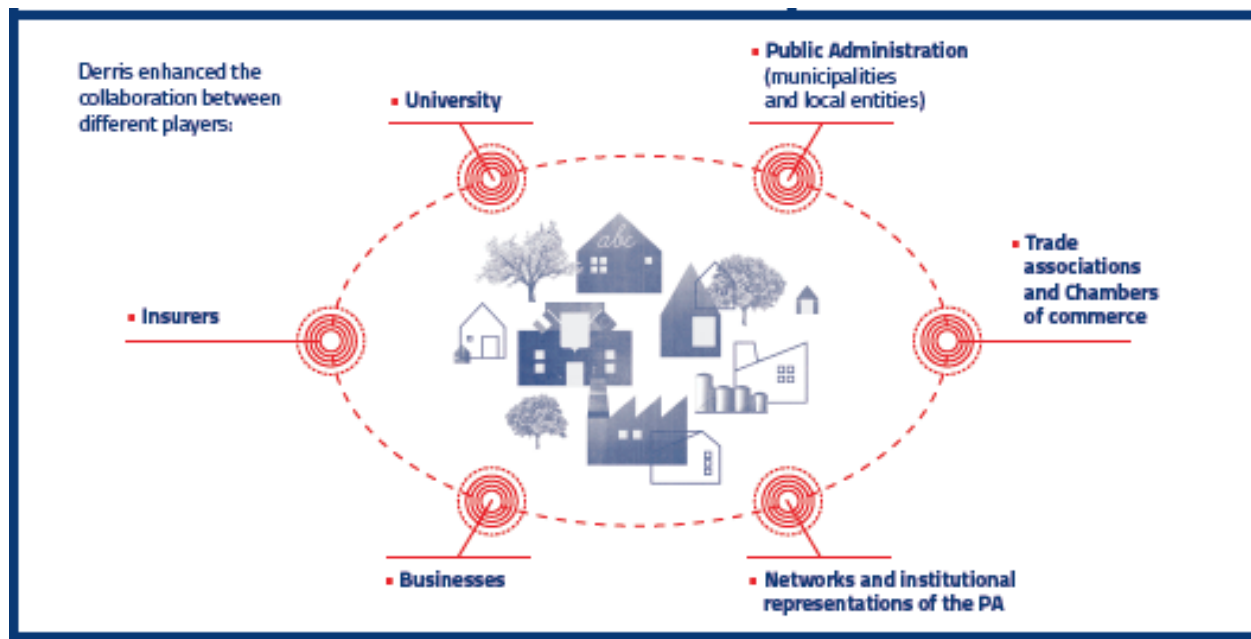 Derris enhanced the
collaboration between
different players:
▪ University
▪ Public Administration
(municipalities
and local entities)
▪ Trade
associations
and Chambers
of commerce
▪ Insurers
abc
▪ Businesses
▪ Networks and institutional
representations of the PA